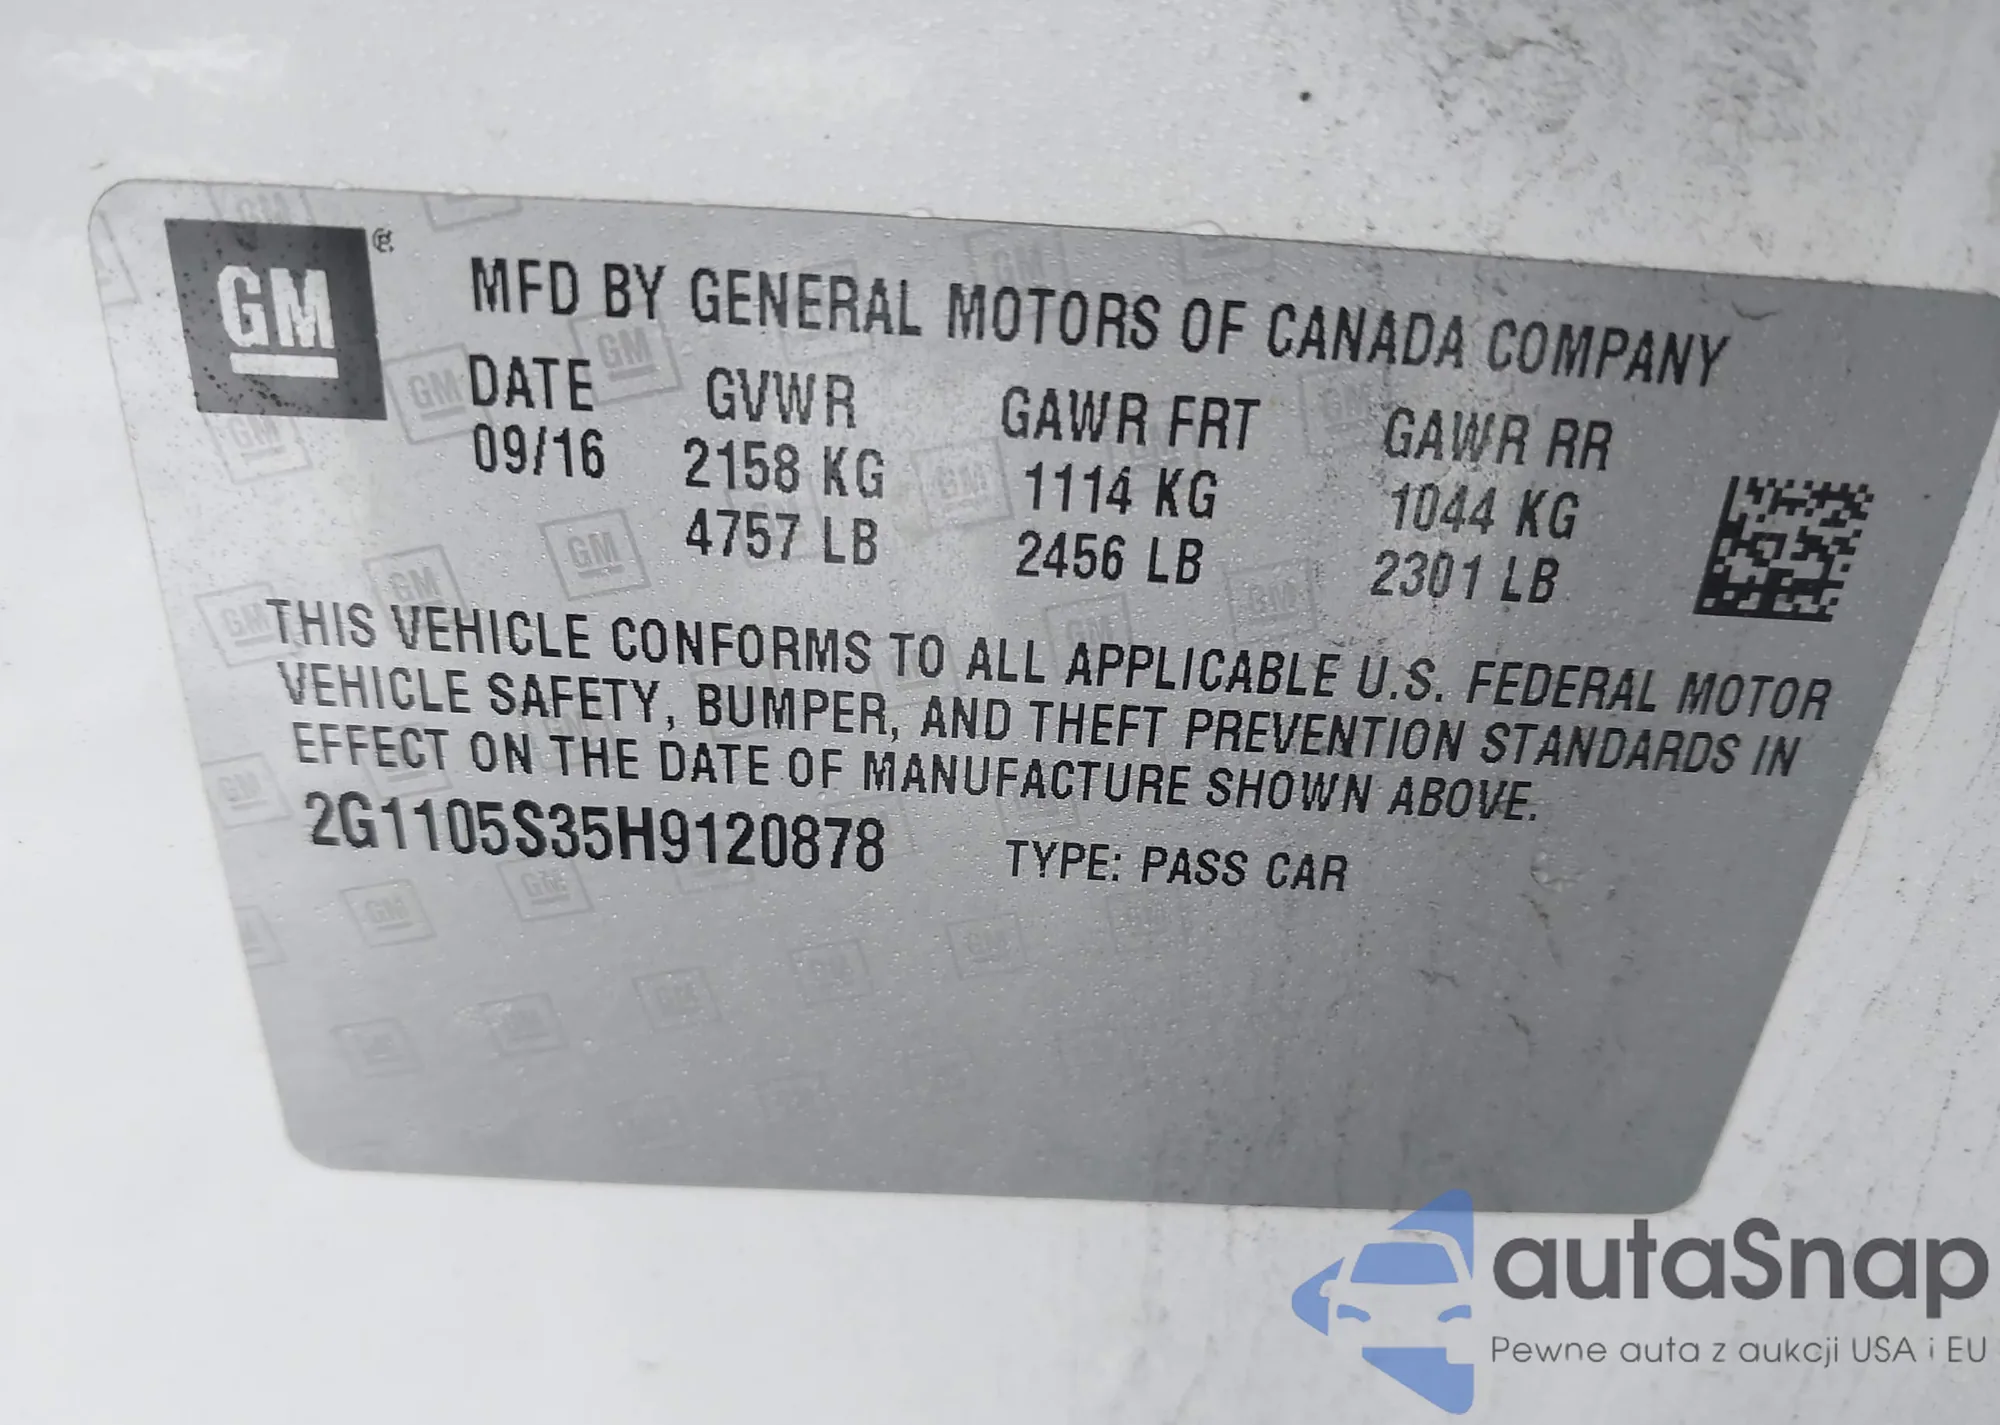 GM ®
MFD BY GENERAL MOTORS OF CANADA COMPANY
DATE GVWR GAWR FRT GAWR RR
09/16 2158 KG 1114 KG 1044 KG
4757 LB 2456 LB 2301 LB
THIS VEHICLE CONFORMS TO ALL APPLICABLE U.S. FEDERAL MOTOR
VEHICLE SAFETY, BUMPER, AND THEFT PREVENTION STANDARDS IN
EFFECT ON THE DATE OF MANUFACTURE SHOWN ABOVE.
2G1105S35H9120878 TYPE: PASS CAR
autaSnap
Pewne auta z aukcji USA i EU